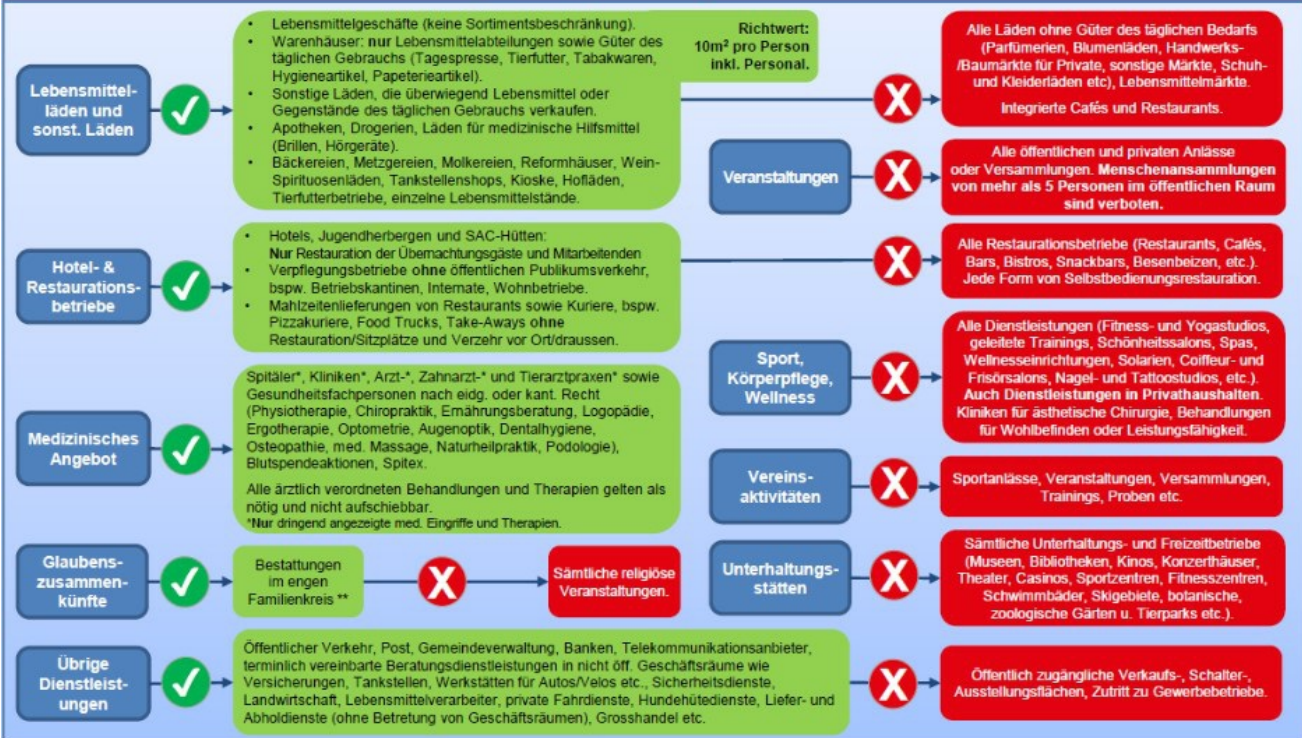 Lebensmittel-
läden und
sonst. Läden
• Lebensmittelgeschäfte (keine Sortimentsbeschränkung).
• Warenhäuser: nur Lebensmittelabteilungen sowie Güter des
täglichen Gebrauchs (Tagespresse, Tierfutter, Tabakwaren,
Hygieneartikel, Papeterieartikel).
• Sonstige Läden, die überwiegend Lebensmittel oder
Gegenstände des täglichen Gebrauchs verkaufen.
• Apotheken, Drogerien, Läden für medizinische Hilfsmittel
(Brillen, Hörgeräte).
• Bäckereien, Metzgereien, Molkereien, Reformhäuser, Wein-
Spirituosenläden, Tankstellenshops, Kioske, Hofläden,
Tierfutterbetriebe, einzelne Lebensmittelstände.
Richtwert:
10m² pro Person
inkl. Personal.
X
Alle Läden ohne Güter des täglichen Bedarfs
(Parfümerien, Blumenläden, Handwerks-
/Baumärkte für Private, sonstige Märkte, Schuh-
und Kleiderläden etc), Lebensmittelmärkte.
Integrierte Cafés und Restaurants.
Veranstaltungen
X
Alle öffentlichen und privaten Anlässe
oder Versammlungen. Menschenansammlungen
von mehr als 5 Personen im öffentlichen Raum
sind verboten.
Hotel- &
Restaurations-
betriebe
• Hotels, Jugendherbergen und SAC-Hütten:
Nur Restauration der Übernachtungsgäste und Mitarbeitenden
• Verpflegungsbetriebe ohne öffentlichen Publikumsverkehr,
bspw. Betriebskantinen, Internate, Wohnbetriebe.
• Mahlzeitenlieferungen von Restaurants sowie Kuriere, bspw.
Pizzakuriere, Food Trucks, Take-Aways ohne
Restauration/Sitzplätze und Verzehr vor Ort/draussen.
X
Alle Restaurationsbetriebe (Restaurants, Cafés,
Bars, Bistros, Snackbars, Besenbeizen, etc.).
Jede Form von Selbstbedienungsrestauration.
Sport,
Körperpflege,
Wellness
X
Alle Dienstleistungen (Fitness- und Yogastudios,
geleitete Trainings, Schönheitssalons, Spas,
Wellnesseinrichtungen, Solarien, Coiffeur- und
Frisörsalons, Nagel- und Tattoostudios, etc.).
Auch Dienstleistungen in Privathaushalten.
Kliniken für ästhetische Chirurgie, Behandlungen
für Wohlbefinden oder Leistungsfähigkeit.
Medizinisches
Angebot
Spitäler*, Kliniken*, Arzt-*, Zahnarzt-* und Tierarztpraxen* sowie
Gesundheitsfachpersonen nach eidg. oder kant. Recht
(Physiotherapie, Chiropraktik, Ernährungsberatung, Logopädie,
Ergotherapie, Optometrie, Augenoptik, Dentalhygiene,
Osteopathie, med. Massage, Naturheilpraktik, Podologie),
Blutspendeaktionen, Spitex.
Alle ärztlich verordneten Behandlungen und Therapien gelten als
nötig und nicht aufschiebbar.
*Nur dringend angezeigte med. Eingriffe und Therapien.
Vereins-
aktivitäten
X
Sportanlässe, Veranstaltungen, Versammlungen,
Trainings, Proben etc.
Glaubens-
zusammen-
künfte
Bestattungen
im engen
Familienkreis **
X
Sämtliche religiöse
Veranstaltungen.
Unterhaltungs-
stätten
X
Sämtliche Unterhaltungs- und Freizeitbetriebe
(Museen, Bibliotheken, Kinos, Konzerthäuser,
Theater, Casinos, Sportzentren, Fitnesszentren,
Schwimmbäder, Skigebiete, botanische,
zoologische Gärten u. Tierparks etc.).
Übrige
Dienstleist-
ungen
Öffentlicher Verkehr, Post, Gemeindeverwaltung, Banken, Telekommunikationsanbieter,
terminlich vereinbarte Beratungsdienstleistungen in nicht öff. Geschäftsräume wie
Versicherungen, Tankstellen, Werkstätten für Autos/Velos etc., Sicherheitsdienste,
Landwirtschaft, Lebensmittelverarbeiter, private Fahrdienste, Hundehütedienste, Liefer- und
Abholdienste (ohne Betretung von Geschäftsräumen), Grosshandel etc.
X
Öffentlich zugängliche Verkaufs-, Schalter-,
Ausstellungsflächen, Zutritt zu Gewerbebetriebe.